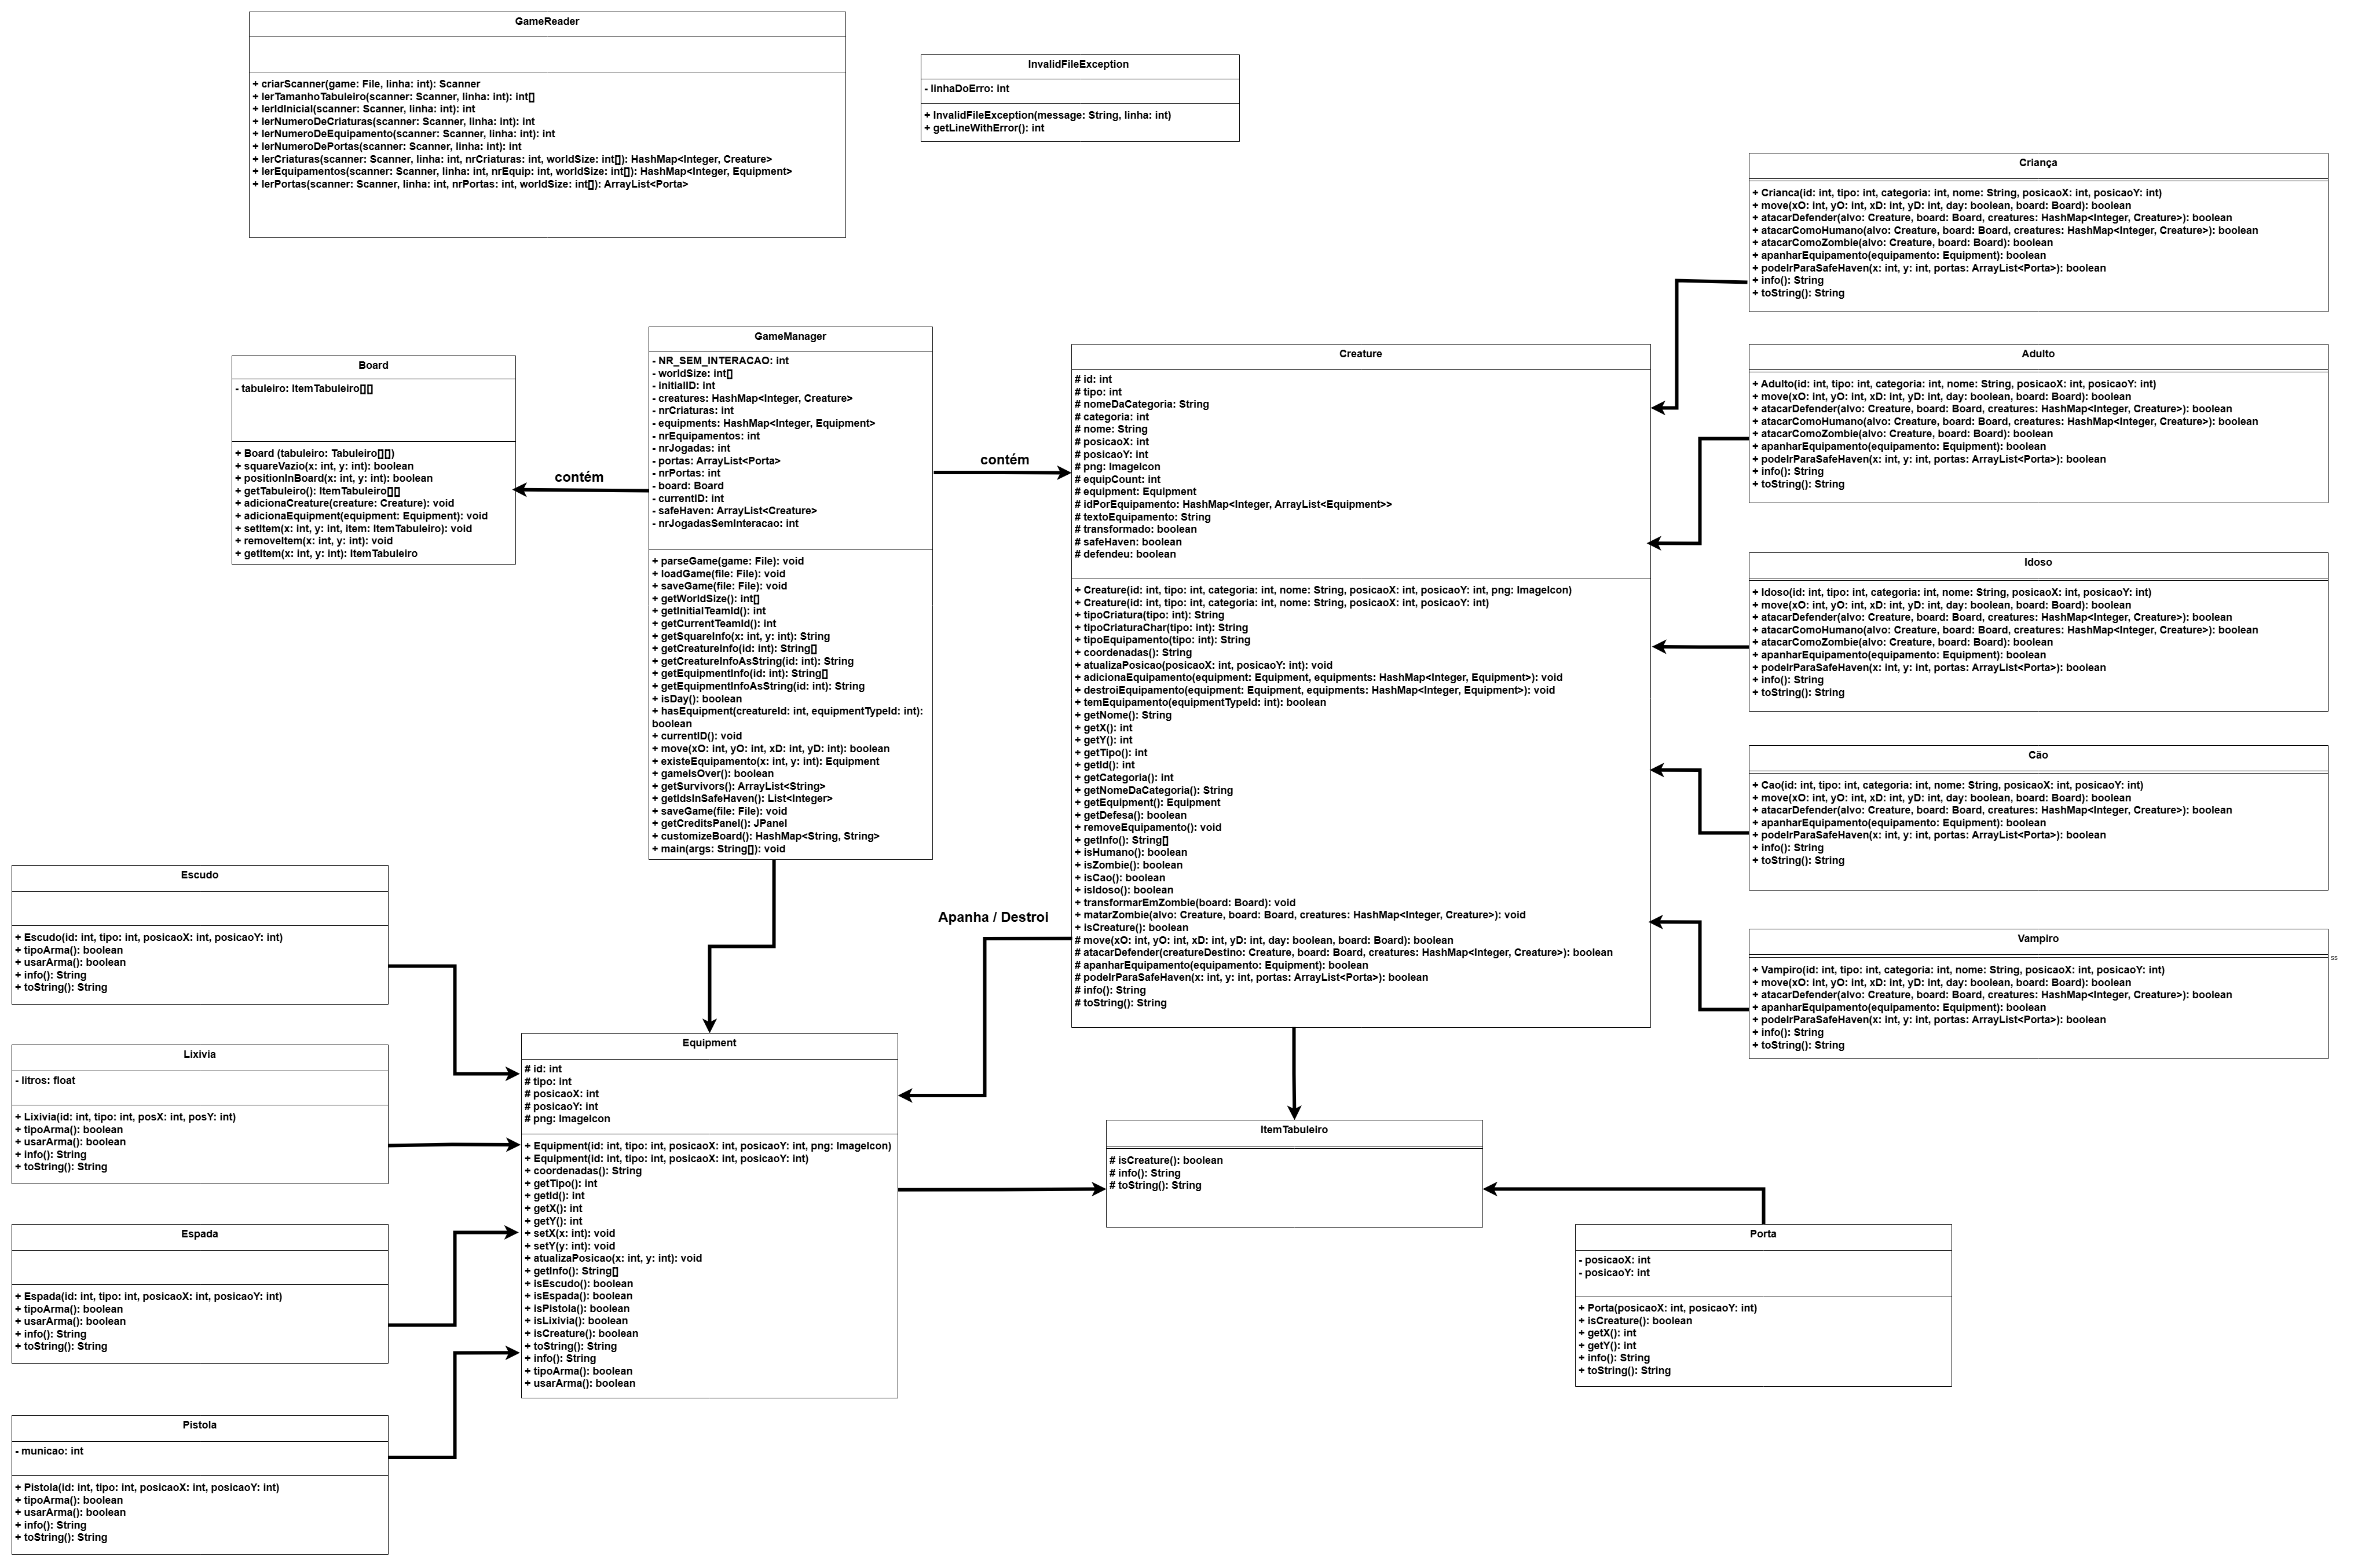 GameReader
+ criarScanner(game: File, linha: int): Scanner
+ lerTamanhoTabuleiro(scanner: Scanner, linha: int): int[]
+ lerIdInicial(scanner: Scanner, linha: int): int
+ lerNumeroDeCriaturas(scanner: Scanner, linha: int): int
+ lerNumeroDeEquipamento(scanner: Scanner, linha: int): int
+ lerNumeroDePortas(scanner: Scanner, linha: int): int
+ lerCriaturas(scanner: Scanner, linha: int, nrCriaturas: int, worldSize: int[]): HashMap<Integer, Creature>
+ lerEquipamentos(scanner: Scanner, linha: int, nrEquip: int, worldSize: int[]): HashMap<Integer, Equipment>
+ lerPortas(scanner: Scanner, linha: int, nrPortas: int, worldSize: int[]): ArrayList<Porta>
InvalidFileException
- linhaDoErro: int
+ InvalidFileException(message: String, linha: int)
+ getLineWithError(): int
Board
- tabuleiro: ItemTabuleiro[][]
+ Board (tabuleiro: Tabuleiro[][])
+ squareVazio(x: int, y: int): boolean
+ positionInBoard(x: int, y: int): boolean
+ getTabuleiro(): ItemTabuleiro[][]
+ adicionaCreature(creature: Creature): void
+ adicionaEquipment(equipment: Equipment): void
+ setItem(x: int, y: int, item: ItemTabuleiro): void
+ removeItem(x: int, y: int): void
+ getItem(x: int, y: int): ItemTabuleiro
contém
GameManager
- NR_SEM_INTERACAO: int
- worldSize: int[]
- initialID: int
- creatures: HashMap<Integer, Creature>
- nrCriaturas: int
- equipments: HashMap<Integer, Equipment>
- nrEquipamentos: int
- nrJogadas: int
- portas: ArrayList<Porta>
- nrPortas: int
- board: Board
- currentID: int
- safeHaven: ArrayList<Creature>
- nrJogadasSemInteracao: int
+ parseGame(game: File): void
+ loadGame(file: File): void
+ saveGame(file: File): void
+ getWorldSize(): int[]
+ getInitialTeamId(): int
+ getCurrentTeamId(): int
+ getSquareInfo(x: int, y: int): String
+ getCreatureInfo(id: int): String[]
+ getCreatureInfoAsString(id: int): String
+ getEquipmentInfo(id: int): String[]
+ getEquipmentInfoAsString(id: int): String
+ isDay(): boolean
+ hasEquipment(creatureId: int, equipmentTypeId: int):
boolean
+ currentID(): void
+ move(xO: int, yO: int, xD: int, yD: int): boolean
+ existeEquipamento(x: int, y: int): Equipment
+ gameIsOver(): boolean
+ getSurvivors(): ArrayList<String>
+ getIdsInSafeHaven(): List<Integer>
+ saveGame(file: File): void
+ getCreditsPanel(): JPanel
+ customizeBoard(): HashMap<String, String>
+ main(args: String[]): void
contém
Creature
# id: int
# tipo: int
# nomeDaCategoria: String
# categoria: int
# nome: String
# posicaoX: int
# posicaoY: int
# png: ImageIcon
# equipCount: int
# equipment: Equipment
# idPorEquipamento: HashMap<Integer, ArrayList<Equipment>>
# textoEquipamento: String
# transformado: boolean
# safeHaven: boolean
# defendeu: boolean
+ Creature(id: int, tipo: int, categoria: int, nome: String, posicaoX: int, posicaoY: int, png: ImageIcon)
+ Creature(id: int, tipo: int, categoria: int, nome: String, posicaoX: int, posicaoY: int)
+ tipoCriatura(tipo: int): String
+ tipoCriaturaChar(tipo: int): String
+ tipoEquipamento(tipo: int): String
+ coordenadas(): String
+ atualizaPosicao(posicaoX: int, posicaoY: int): void
+ adicionaEquipamento(equipment: Equipment, equipments: HashMap<Integer, Equipment>): void
+ destroiEquipamento(equipment: Equipment, equipments: HashMap<Integer, Equipment>): void
+ temEquipamento(equipmentTypeId: int): boolean
+ getNome(): String
+ getX(): int
+ getY(): int
+ getTipo(): int
+ getId(): int
+ getCategoria(): int
+ getNomeDaCategoria(): String
+ getEquipment(): Equipment
+ getDefesa(): boolean
+ removeEquipamento(): void
+ getInfo(): String[]
+ isHumano(): boolean
+ isZombie(): boolean
+ isCao(): boolean
+ isIdoso(): boolean
+ transformarEmZombie(board: Board): void
+ matarZombie(alvo: Creature, board: Board, creatures: HashMap<Integer, Creature>): void
+ isCreature(): boolean
# move(xO: int, yO: int, xD: int, yD: int, day: boolean, board: Board): boolean
# atacarDefender(creatureDestino: Creature, board: Board, creatures: HashMap<Integer, Creature>): boolean
# apanharEquipamento(equipamento: Equipment): boolean
# podeIrParaSafeHaven(x: int, y: int, portas: ArrayList<Porta>): boolean
# info(): String
# toString(): String
Criança
+ Crianca(id: int, tipo: int, categoria: int, nome: String, posicaoX: int, posicaoY: int)
+ move(xO: int, yO: int, xD: int, yD: int, day: boolean, board: Board): boolean
+ atacarDefender(alvo: Creature, board: Board, creatures: HashMap<Integer, Creature>): boolean
+ atacarComoHumano(alvo: Creature, board: Board, creatures: HashMap<Integer, Creature>): boolean
+ atacarComoZombie(alvo: Creature, board: Board): boolean
+ apanharEquipamento(equipamento: Equipment): boolean
+ podeIrParaSafeHaven(x: int, y: int, portas: ArrayList<Porta>): boolean
+ info(): String
+ toString(): String
Adulto
+ Adulto(id: int, tipo: int, categoria: int, nome: String, posicaoX: int, posicaoY: int)
+ move(xO: int, yO: int, xD: int, yD: int, day: boolean, board: Board): boolean
+ atacarDefender(alvo: Creature, board: Board, creatures: HashMap<Integer, Creature>): boolean
+ atacarComoHumano(alvo: Creature, board: Board, creatures: HashMap<Integer, Creature>): boolean
+ atacarComoZombie(alvo: Creature, board: Board): boolean
+ apanharEquipamento(equipamento: Equipment): boolean
+ podeIrParaSafeHaven(x: int, y: int, portas: ArrayList<Porta>): boolean
+ info(): String
+ toString(): String
Idoso
+ Idoso(id: int, tipo: int, categoria: int, nome: String, posicaoX: int, posicaoY: int)
+ move(xO: int, yO: int, xD: int, yD: int, day: boolean, board: Board): boolean
+ atacarDefender(alvo: Creature, board: Board, creatures: HashMap<Integer, Creature>): boolean
+ atacarComoHumano(alvo: Creature, board: Board, creatures: HashMap<Integer, Creature>): boolean
+ atacarComoZombie(alvo: Creature, board: Board): boolean
+ apanharEquipamento(equipamento: Equipment): boolean
+ podeIrParaSafeHaven(x: int, y: int, portas: ArrayList<Porta>): boolean
+ info(): String
+ toString(): String
Cão
+ Cao(id: int, tipo: int, categoria: int, nome: String, posicaoX: int, posicaoY: int)
+ move(xO: int, yO: int, xD: int, yD: int, day: boolean, board: Board): boolean
+ atacarDefender(alvo: Creature, board: Board, creatures: HashMap<Integer, Creature>): boolean
+ apanharEquipamento(equipamento: Equipment): boolean
+ podeIrParaSafeHaven(x: int, y: int, portas: ArrayList<Porta>): boolean
+ info(): String
+ toString(): String
Vampiro
ss
+ Vampiro(id: int, tipo: int, categoria: int, nome: String, posicaoX: int, posicaoY: int)
+ move(xO: int, yO: int, xD: int, yD: int, day: boolean, board: Board): boolean
+ atacarDefender(alvo: Creature, board: Board, creatures: HashMap<Integer, Creature>): boolean
+ apanharEquipamento(equipamento: Equipment): boolean
+ podeIrParaSafeHaven(x: int, y: int, portas: ArrayList<Porta>): boolean
+ info(): String
+ toString(): String
Apanha / Destroi
Escudo
+ Escudo(id: int, tipo: int, posicaoX: int, posicaoY: int)
+ tipoArma(): boolean
+ usarArma(): boolean
+ info(): String
+ toString(): String
Lixivia
- litros: float
+ Lixivia(id: int, tipo: int, posX: int, posY: int)
+ tipoArma(): boolean
+ usarArma(): boolean
+ info(): String
+ toString(): String
Espada
+ Espada(id: int, tipo: int, posicaoX: int, posicaoY: int)
+ tipoArma(): boolean
+ usarArma(): boolean
+ info(): String
+ toString(): String
Pistola
- municao: int
+ Pistola(id: int, tipo: int, posicaoX: int, posicaoY: int)
+ tipoArma(): boolean
+ usarArma(): boolean
+ info(): String
+ toString(): String
Equipment
# id: int
# tipo: int
# posicaoX: int
# posicaoY: int
# png: ImageIcon
+ Equipment(id: int, tipo: int, posicaoX: int, posicaoY: int, png: ImageIcon)
+ Equipment(id: int, tipo: int, posicaoX: int, posicaoY: int)
+ coordenadas(): String
+ getTipo(): int
+ getId(): int
+ getX(): int
+ getY(): int
+ setX(x: int): void
+ setY(y: int): void
+ atualizaPosicao(x: int, y: int): void
+ getInfo(): String[]
+ isEscudo(): boolean
+ isEspada(): boolean
+ isPistola(): boolean
+ isLixivia(): boolean
+ isCreature(): boolean
+ toString(): String
+ info(): String
+ tipoArma(): boolean
+ usarArma(): boolean
ItemTabuleiro
# isCreature(): boolean
# info(): String
# toString(): String
Porta
- posicaoX: int
- posicaoY: int
+ Porta(posicaoX: int, posicaoY: int)
+ isCreature(): boolean
+ getX(): int
+ getY(): int
+ info(): String
+ toString(): String